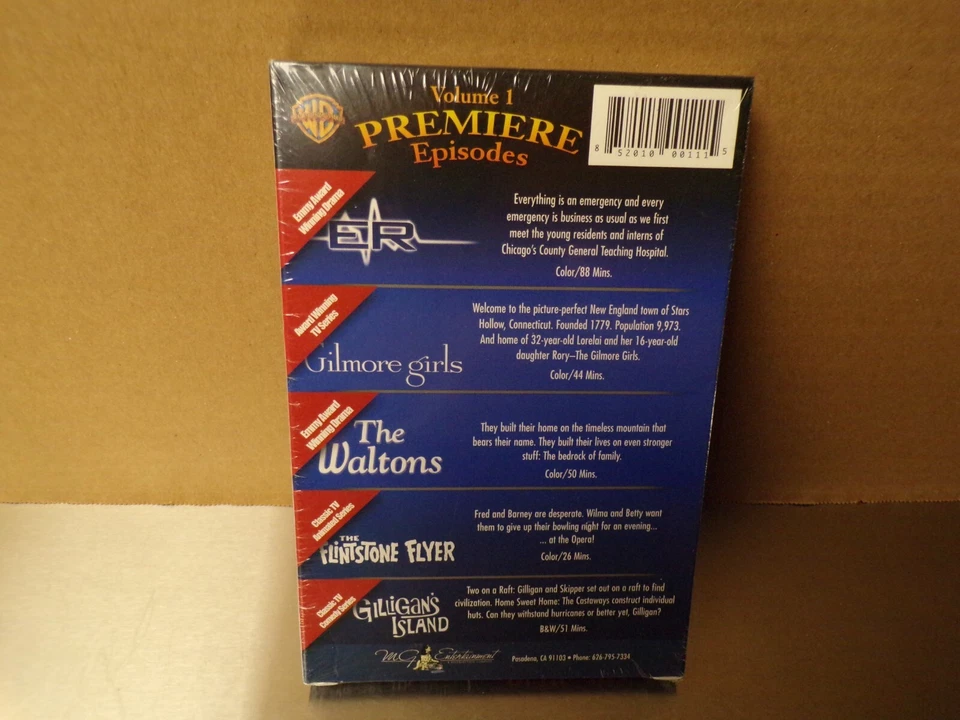 Volume 1
PREMIERE
Episodes
8 52010 00111 5
Emmy Award
Winning Drama
ER
Everything is an emergency and every
emergency is business as usual as we first
meet the young residents and interns of
Chicago's County General Teaching Hospital.
Color/88 Mins.
Award Winning
TV Series
Gilmore girls
Welcome to the picture-perfect New England town of Stars
Hollow, Connecticut. Founded 1779. Population 9,973.
And home of 32-year-old Lorelai and her 16-year-old
daughter Rory—The Gilmore Girls.
Color/44 Mins.
Emmy Award
Winning Drama
The
Waltons
They built their home on the timeless mountain that
bears their name. They built their lives on even stronger
stuff: The bedrock of family.
Color/50 Mins.
Classic TV
Animated Series
THE
FLINTSTONE FLYER
Fred and Barney are desperate. Wilma and Betty want
them to give up their bowling night for an evening...
... at the Opera!
Color/26 Mins.
Classic TV
Comedy Series
GILLIGAN'S
ISLAND
Two on a Raft: Gilligan and Skipper set out on a raft to find
civilization. Home Sweet Home: The Castaways construct individual
huts. Can they withstand hurricanes or better yet, Gilligan?
B&W/51 Mins.
MG Entertainment
Pasadena, CA 91103 • Phone: 626-795-7334